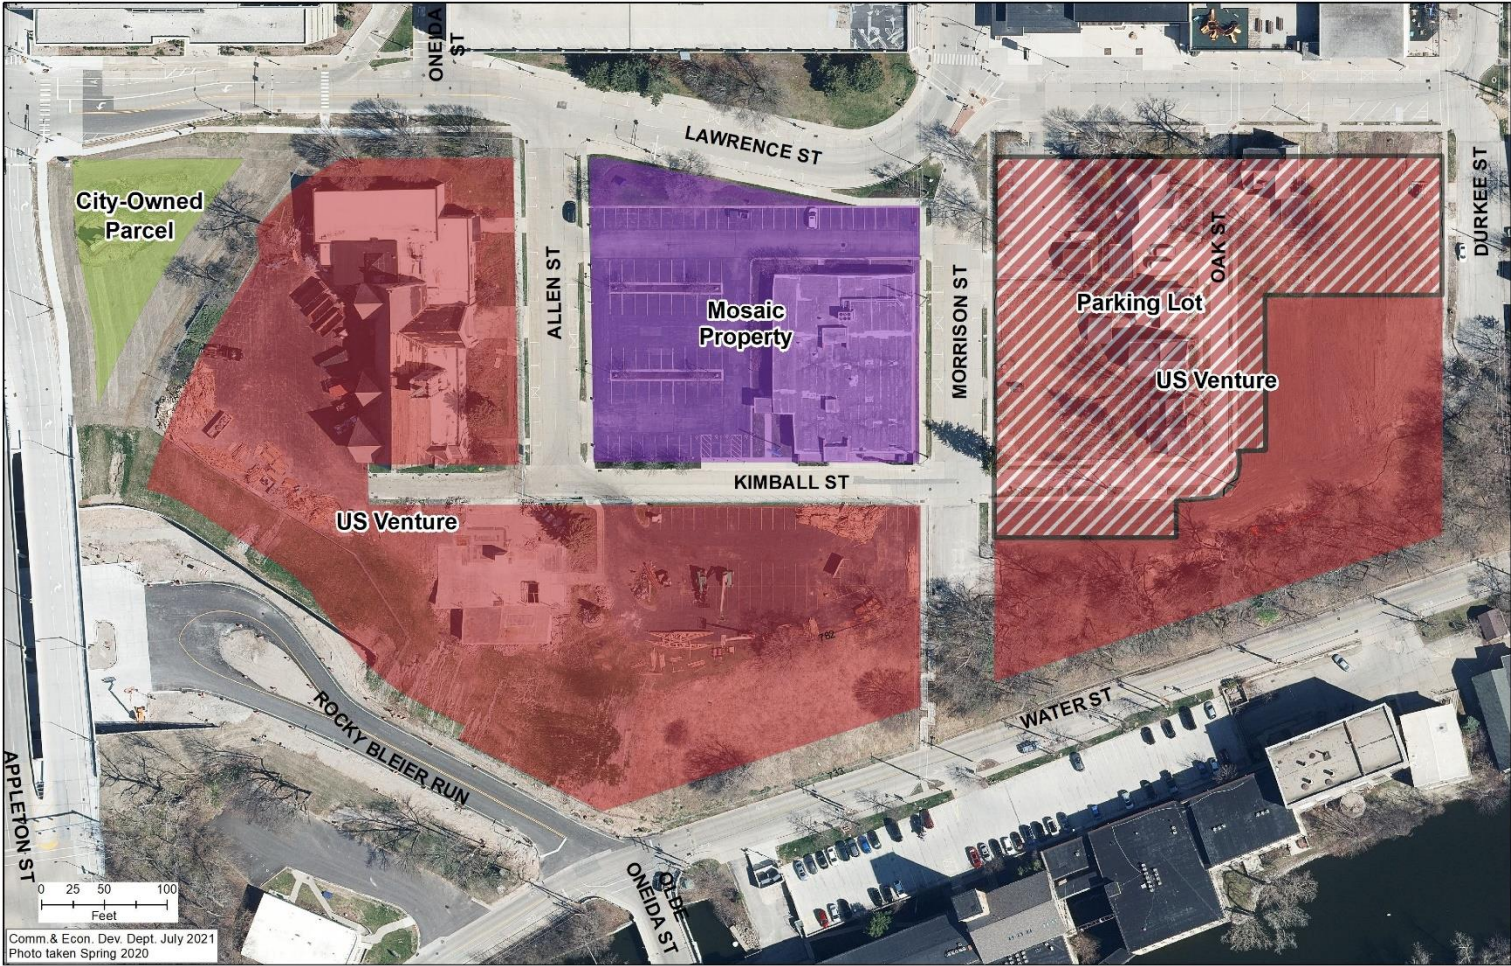 ONEIDA
ST
LAWRENCE ST
City-Owned
Parcel
ALLEN ST
Mosaic
Property
MORRISON ST
Parking Lot
OAK ST
DURKEE ST
US Venture
KIMBALL ST
US Venture
782
ROCKY BLEIER RUN
WATER ST
733
APPLETON ST
OLDE
ONEIDA ST
0 25 50 100
Feet
Comm.& Econ. Dev. Dept. July 2021
Photo taken Spring 2020